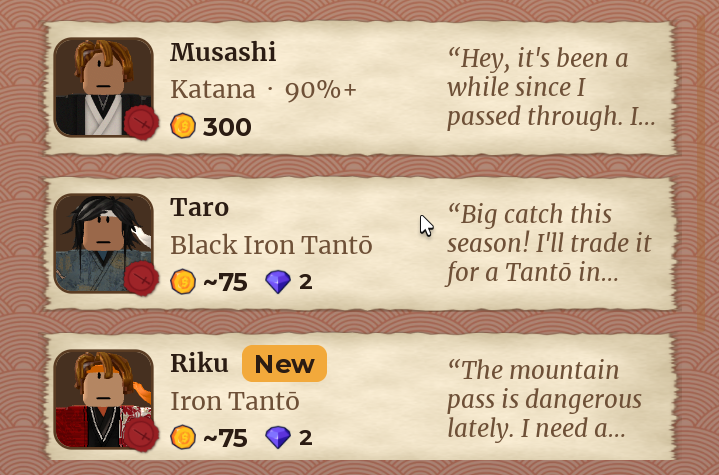 Musashi
Katana · 90%+
300
“Hey, it's been a
while since I
passed through. I...
Taro
Black Iron Tantō
~75 2
“Big catch this
season! I'll trade it
for a Tantō in...
Riku New
Iron Tantō
~75 2
“The mountain
pass is dangerous
lately. I need a...